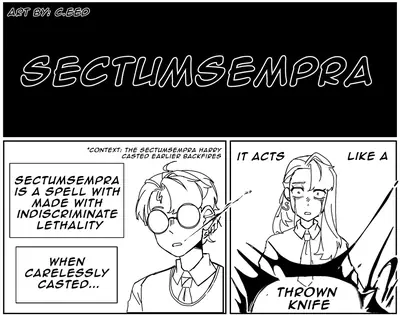 ART BY: C.EED
SECTUMSEMPRA
*CONTEXT: THE SECTUMSEMPRA HARRY
CASTED EARLIER BACKFIRES
SECTUMSEMPRA
IS A SPELL WITH
MADE WITH
INDISCRIMINATE
LETHALITY
WHEN
CARELESSLY
CASTED...
IT ACTS LIKE A
THROWN
KNIFE